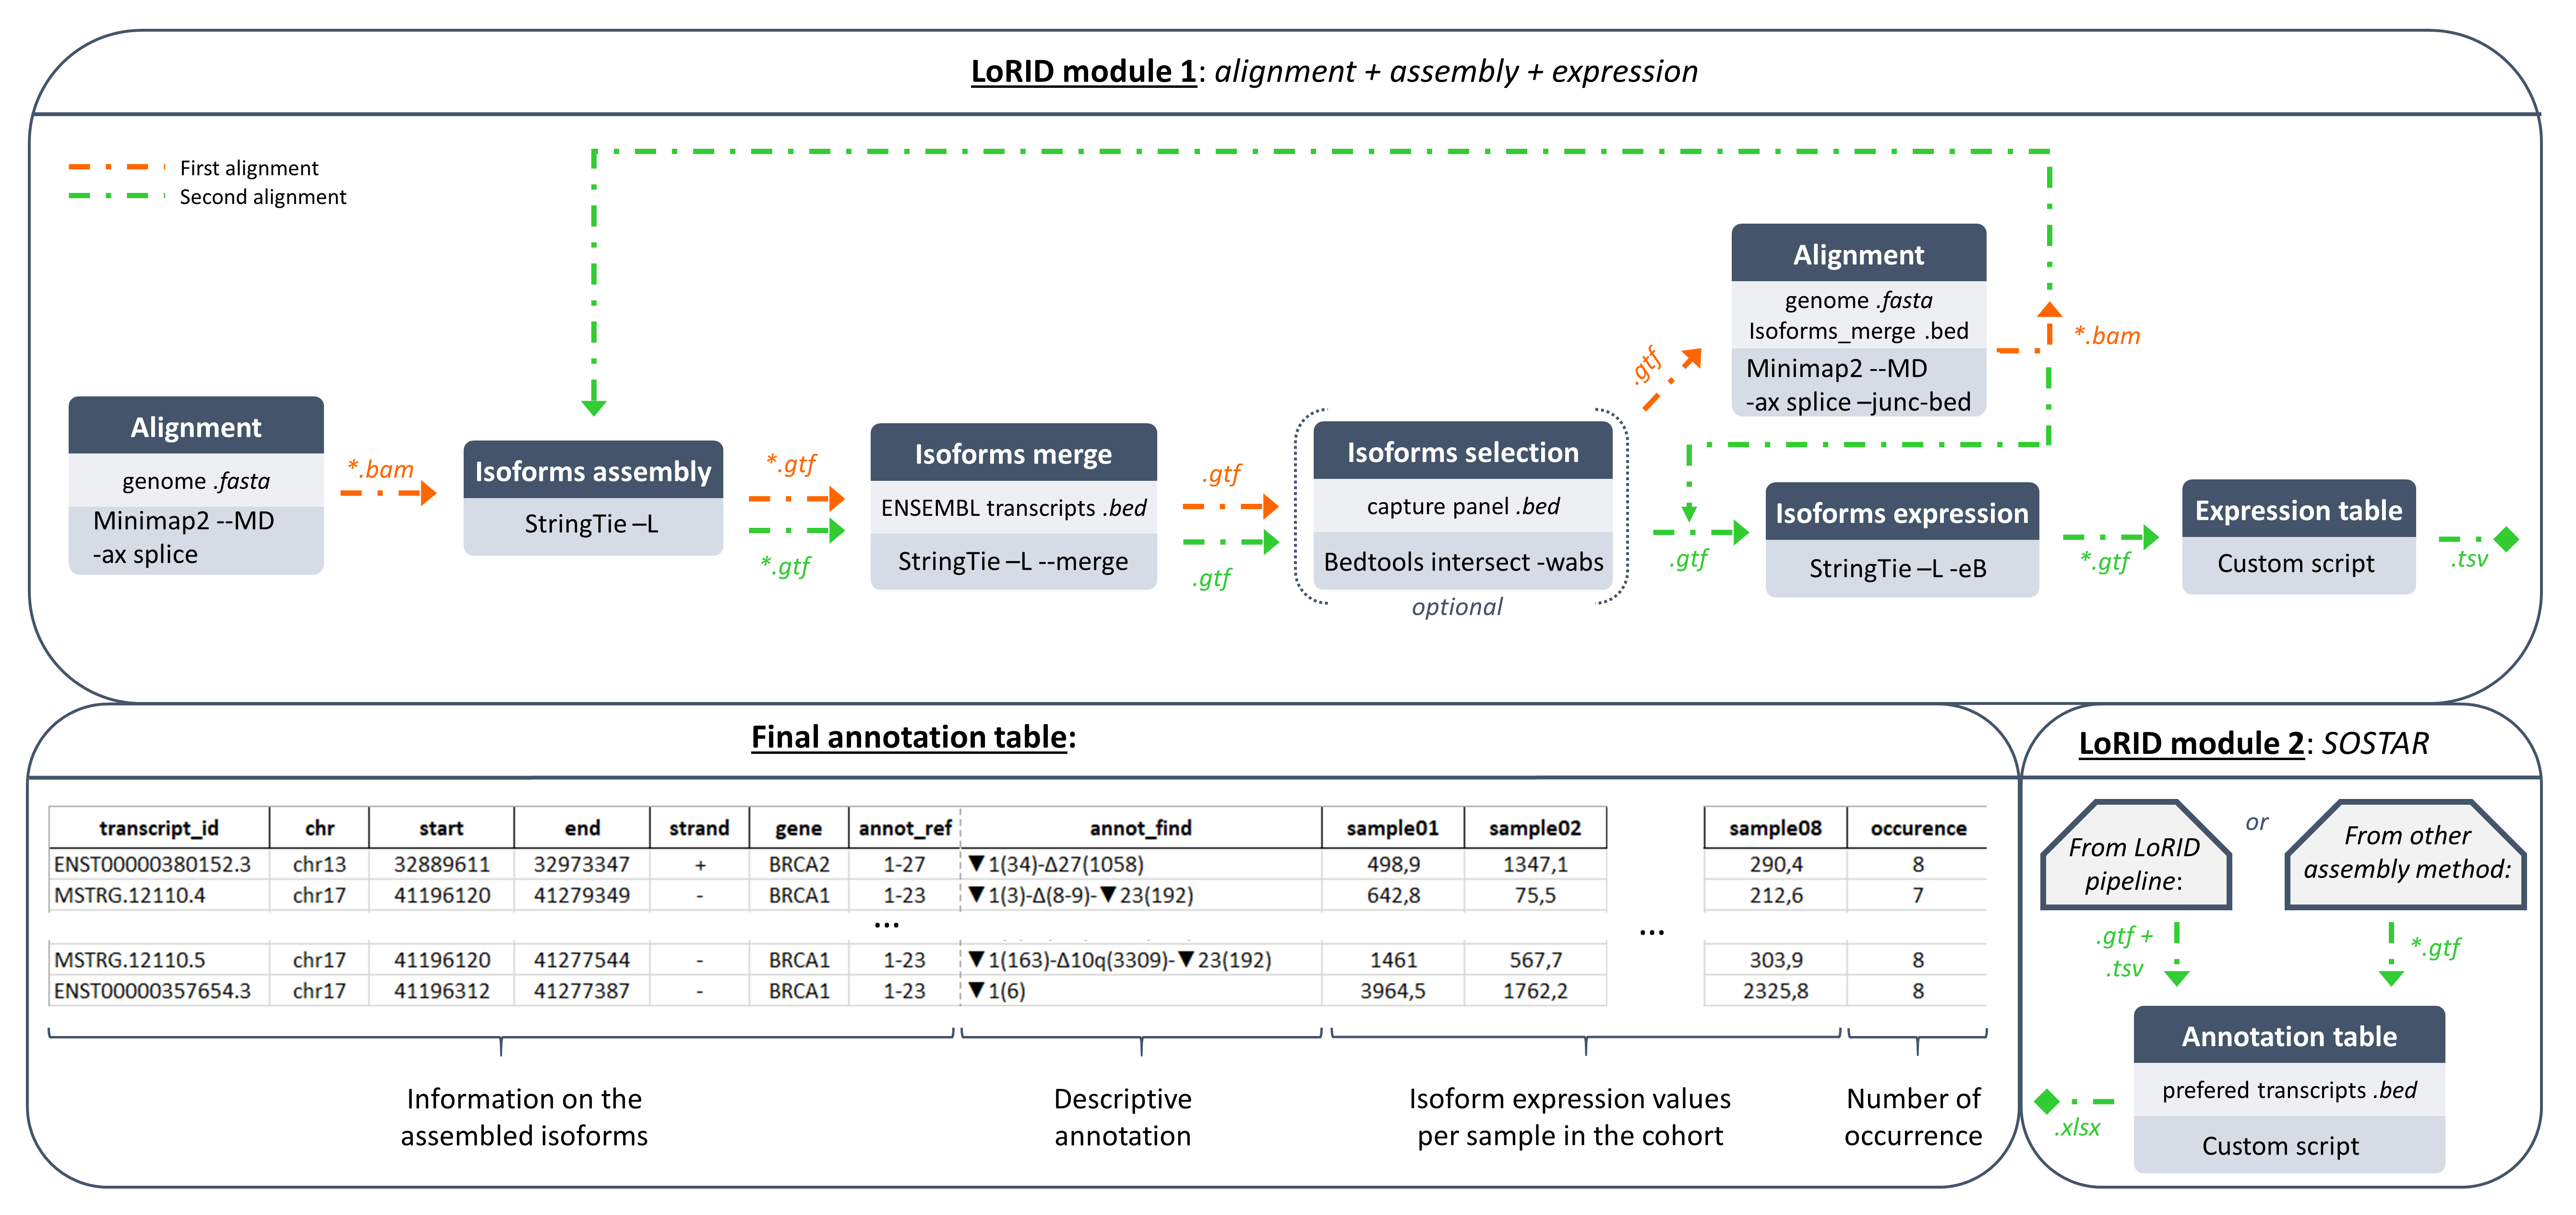 LoRID module 1: alignment + assembly + expression
First alignment
Second alignment
Alignment
genome .fasta
Minimap2 --MD
-ax splice
*.bam
Isoforms assembly
StringTie –L
*.gtf
*.gtf
Isoforms merge
ENSEMBL transcripts .bed
StringTie –L --merge
.gtf
.gtf
Isoforms selection
capture panel .bed
Bedtools intersect -wabs
optional
.gtf
Alignment
genome .fasta
Isoforms_merge .bed
Minimap2 --MD
-ax splice –junc-bed
*.bam
.gtf
Isoforms expression
StringTie –L -eB
*.gtf
Expression table
Custom script
.tsv
Final annotation table:
transcript_id chr start end strand gene annot_ref annot_find sample01 sample02 sample08 occurence
ENST00000380152.3 chr13 32889611 32973347 + BRCA2 1-27 ▼1(34)-Δ27(1058) 498,9 1347,1 290,4 8
MSTRG.12110.4 chr17 41196120 41279349 - BRCA1 1-23 ▼1(3)-Δ(8-9)-▼23(192) 642,8 75,5 212,6 7
... ...
MSTRG.12110.5 chr17 41196120 41277544 - BRCA1 1-23 ▼1(163)-Δ10q(3309)-▼23(192) 1461 567,7 303,9 8
ENST00000357654.3 chr17 41196312 41277387 - BRCA1 1-23 ▼1(6) 3964,5 1762,2 2325,8 8
Information on the
assembled isoforms
Descriptive
annotation
Isoform expression values
per sample in the cohort
Number of
occurrence
LoRID module 2: SOSTAR
From LoRID
pipeline:
or
From other
assembly method:
.gtf +
.tsv
*.gtf
Annotation table
prefered transcripts .bed
Custom script
.xlsx